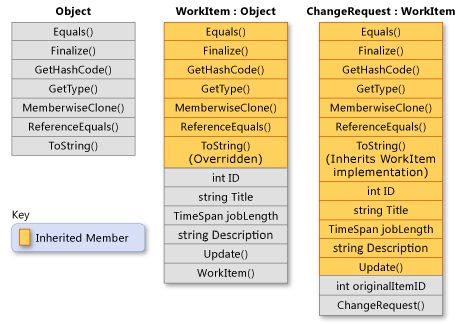 Object
Equals()
Finalize()
GetHashCode()
GetType()
MemberwiseClone()
ReferenceEquals()
ToString()
WorkItem : Object
Equals()
Finalize()
GetHashCode()
GetType()
MemberwiseClone()
ReferenceEquals()
ToString()
(Overridden)
int ID
string Title
TimeSpan jobLength
string Description
Update()
WorkItem()
ChangeRequest : WorkItem
Equals()
Finalize()
GetHashCode()
GetType()
MemberwiseClone()
ReferenceEquals()
ToString()
(Inherits WorkItem
implementation)
int ID
string Title
TimeSpan jobLength
string Description
Update()
int originalItemID
ChangeRequest()
Key
Inherited Member